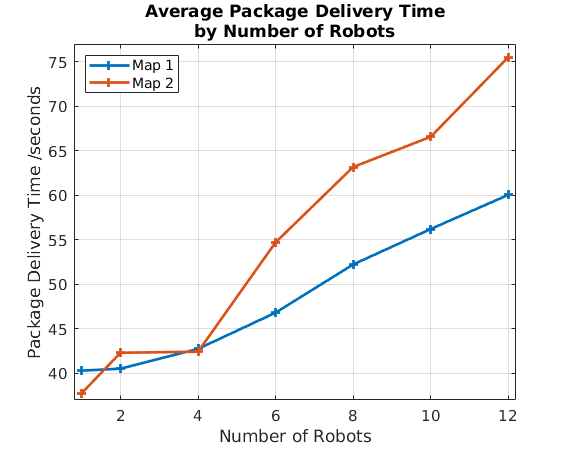 Average Package Delivery Time
by Number of Robots
Map 1
Map 2
Package Delivery Time /seconds
75
70
65
60
55
50
45
40
2 4 6 8 10 12
Number of Robots